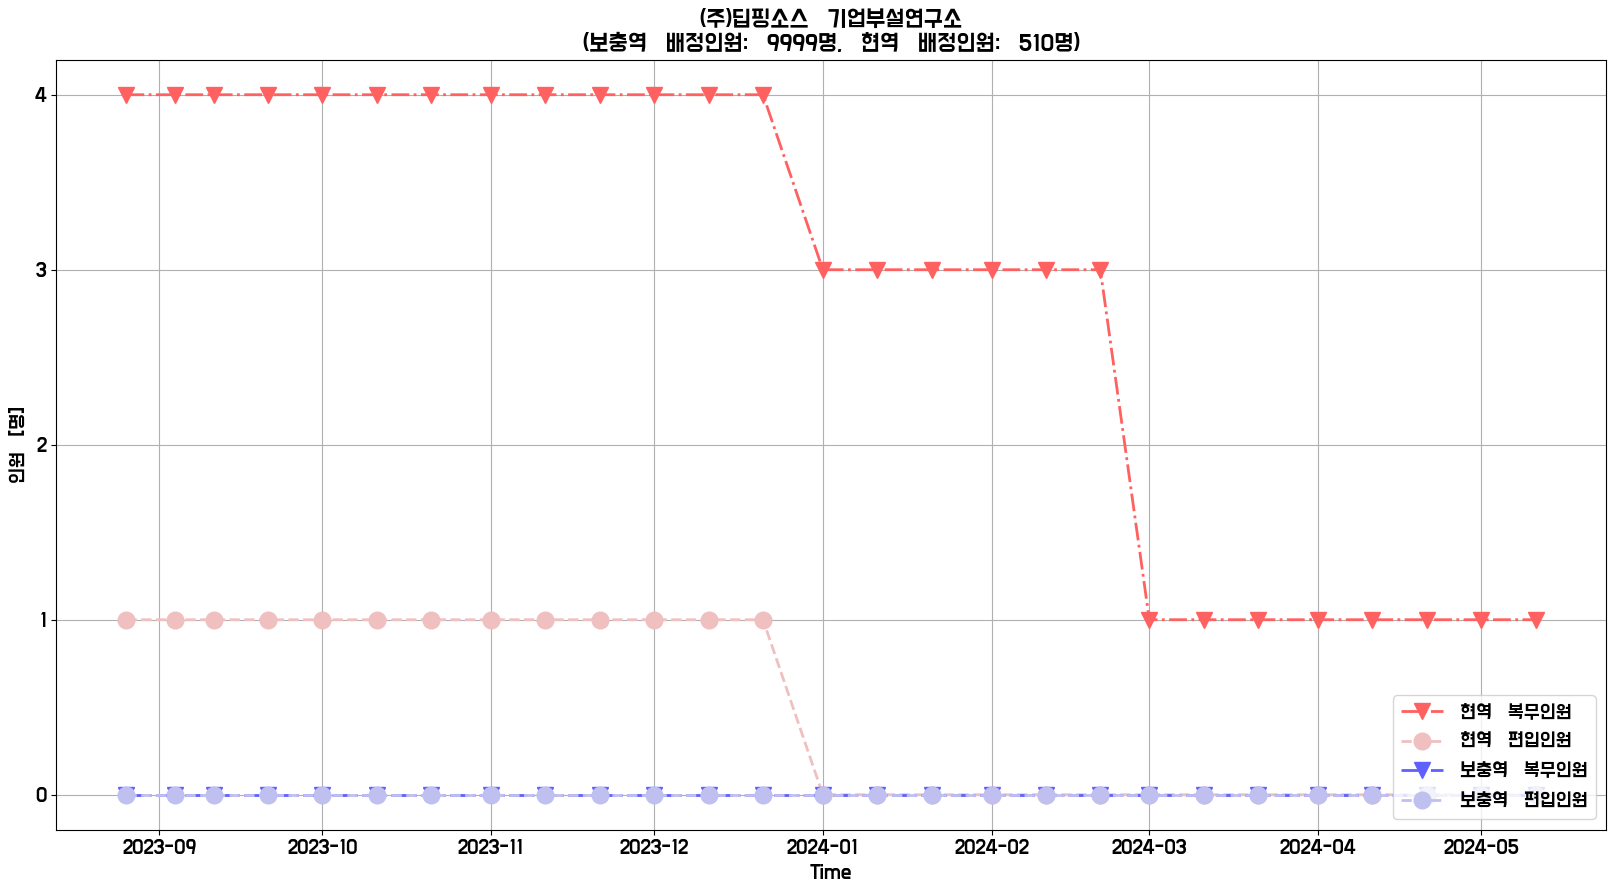 (주)딥핑소스 기업부설연구소
(보충역 배정인원: 9999명, 현역 배정인원: 510명)
인원 [명]
4
3
2
1
0
현역 복무인원
현역 편입인원
보충역 복무인원
보충역 편입인원
2023-09 2023-10 2023-11 2023-12 2024-01 2024-02 2024-03 2024-04 2024-05
Time